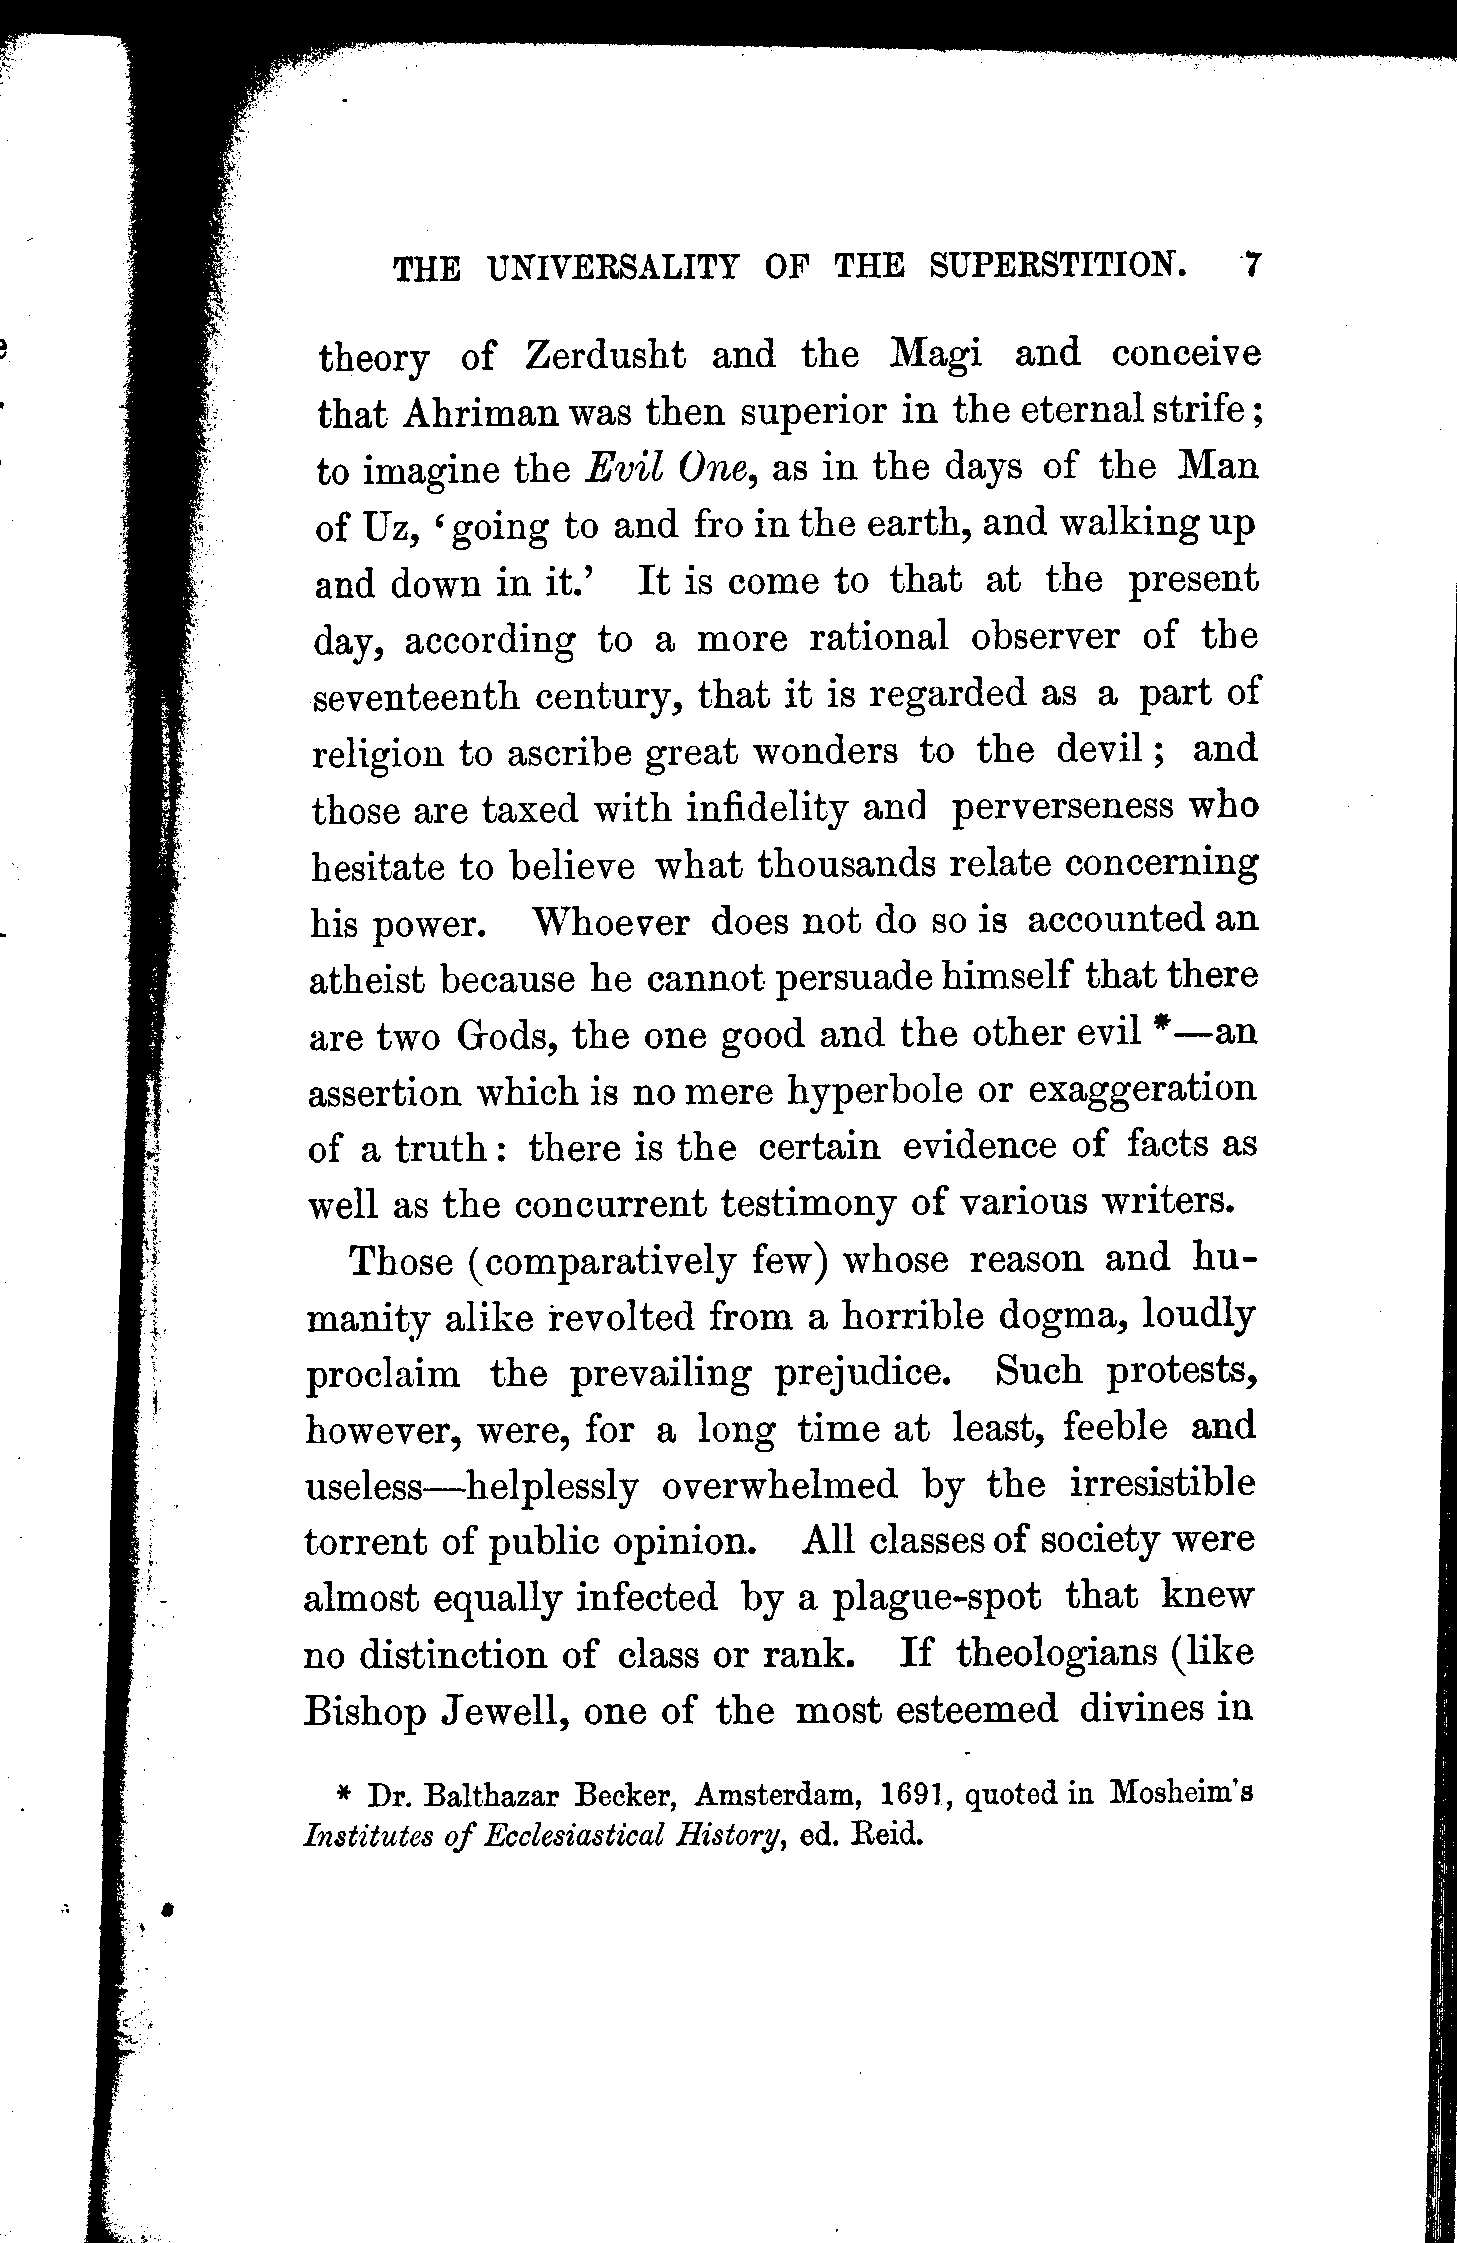 THE UNIVERSALITY OF THE SUPERSTITION. 7
theory of Zerdusht and the Magi and conceive
that Ahriman was then superior in the eternal strife;
to imagine the Evil One, as in the days of the Man
of Uz, ‘going to and fro in the earth, and walking up
and down in it.’ It is come to that at the present
day, according to a more rational observer of the
seventeenth century, that it is regarded as a part of
religion to ascribe great wonders to the devil; and
those are taxed with infidelity and perverseness who
hesitate to believe what thousands relate concerning
his power. Whoever does not do so is accounted an
atheist because he cannot persuade himself that there
are two Gods, the one good and the other evil *—an
assertion which is no mere hyperbole or exaggeration
of a truth: there is the certain evidence of facts as
well as the concurrent testimony of various writers.
Those (comparatively few) whose reason and hu-
manity alike revolted from a horrible dogma, loudly
proclaim the prevailing prejudice. Such protests,
however, were, for a long time at least, feeble and
useless—helplessly overwhelmed by the irresistible
torrent of public opinion. All classes of society were
almost equally infected by a plague-spot that knew
no distinction of class or rank. If theologians (like
Bishop Jewell, one of the most esteemed divines in
* Dr. Balthazar Becker, Amsterdam, 1691, quoted in Mosheim's
Institutes of Ecclesiastical History, ed. Reid.